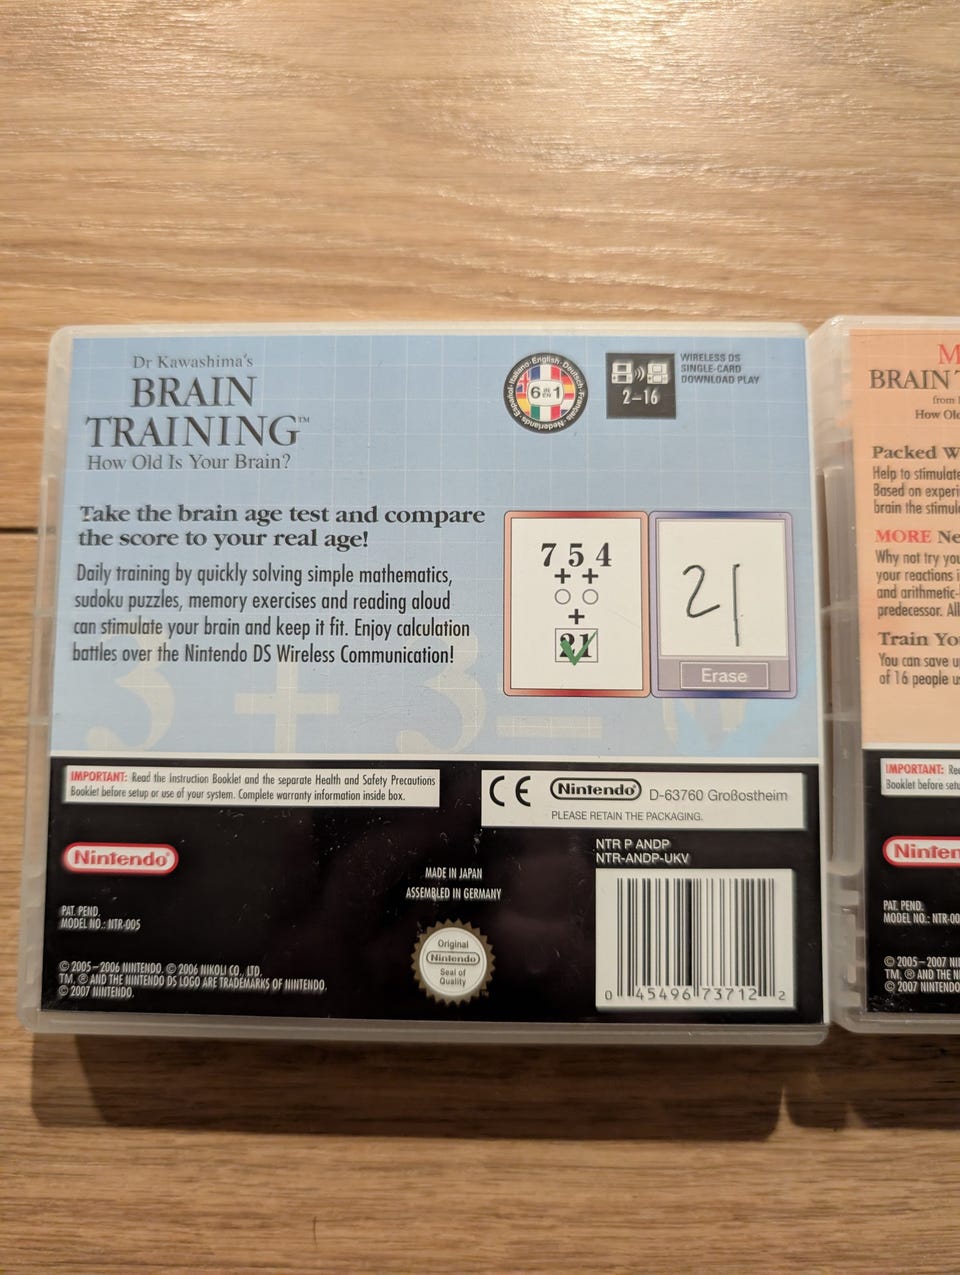 Dr Kawashima's
BRAIN
TRAINING™
How Old Is Your Brain?
English · Deutsch · Français · Nederlands · Español · Italiano
6 IN EN 1
WIRELESS DS
SINGLE-CARD
DOWNLOAD PLAY
2–16
Take the brain age test and compare
the score to your real age!
Daily training by quickly solving simple mathematics,
sudoku puzzles, memory exercises and reading aloud
can stimulate your brain and keep it fit. Enjoy calculation
battles over the Nintendo DS Wireless Communication!
7 5 4
+ +
+
21
21
Erase
3 + 3 =
IMPORTANT: Read the Instruction Booklet and the separate Health and Safety Precautions
Booklet before setup or use of your system. Complete warranty information inside box.
CE Nintendo® D-63760 Großostheim
PLEASE RETAIN THE PACKAGING.
Nintendo®
PAT. PEND.
MODEL NO.: NTR-005
MADE IN JAPAN
ASSEMBLED IN GERMANY
NTR P ANDP
NTR-ANDP-UKV
Original
Nintendo
Seal of
Quality
™
0 45496 73712 2
© 2005–2006 NINTENDO. © 2006 NIKOLI CO., LTD.
TM, ® AND THE NINTENDO DS LOGO ARE TRADEMARKS OF NINTENDO.
© 2007 NINTENDO.
M
BRAIN T
from
How Old
Packed W
Help to stimulate
Based on experi
brain the stimul
MORE Ne
Why not try you
your reactions i
and arithmetic-
predecessor. All
Train Yo
You can save u
of 16 people u
IMPORTANT: Rea
Booklet before setu
Ninten
PAT. PEND.
MODEL NO.: NTR-00
© 2005–2007 NIN
TM, ® AND THE N
© 2007 NINTENDO